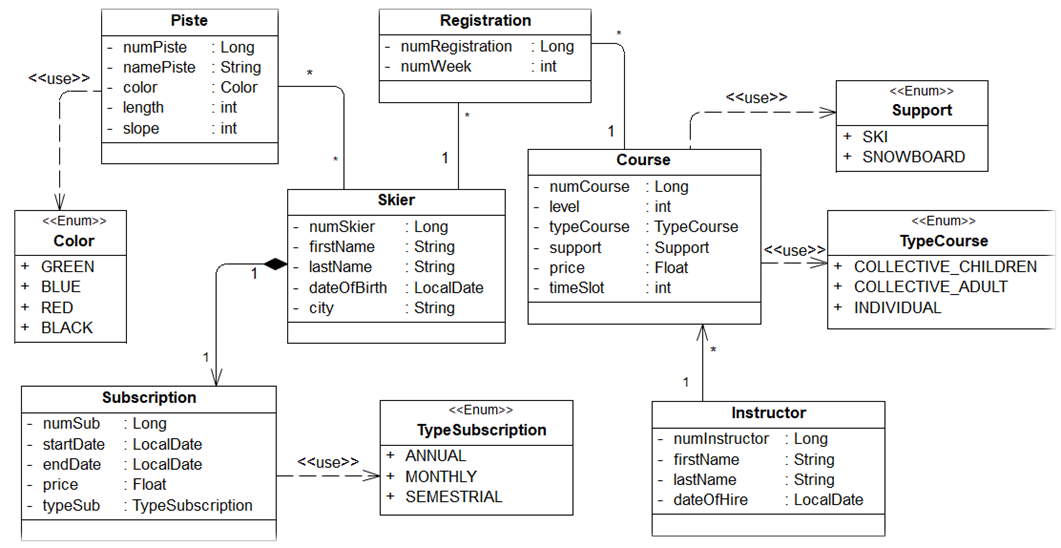 Piste
- numPiste : Long
- namePiste : String
- color : Color
- length : int
- slope : int
Registration
- numRegistration : Long
- numWeek : int
<<use>>
*
*
*
1
*
1
<<use>>
<<Enum>>
Support
+ SKI
+ SNOWBOARD
<<Enum>>
Color
+ GREEN
+ BLUE
+ RED
+ BLACK
Skier
- numSkier : Long
- firstName : String
- lastName : String
- dateOfBirth : LocalDate
- city : String
Course
- numCourse : Long
- level : int
- typeCourse : TypeCourse
- support : Support
- price : Float
- timeSlot : int
<<use>>
<<Enum>>
TypeCourse
+ COLLECTIVE_CHILDREN
+ COLLECTIVE_ADULT
+ INDIVIDUAL
1
1
*
1
Subscription
- numSub : Long
- startDate : LocalDate
- endDate : LocalDate
- price : Float
- typeSub : TypeSubscription
<<use>>
<<Enum>>
TypeSubscription
+ ANNUAL
+ MONTHLY
+ SEMESTRIAL
Instructor
- numInstructor : Long
- firstName : String
- lastName : String
- dateOfHire : LocalDate